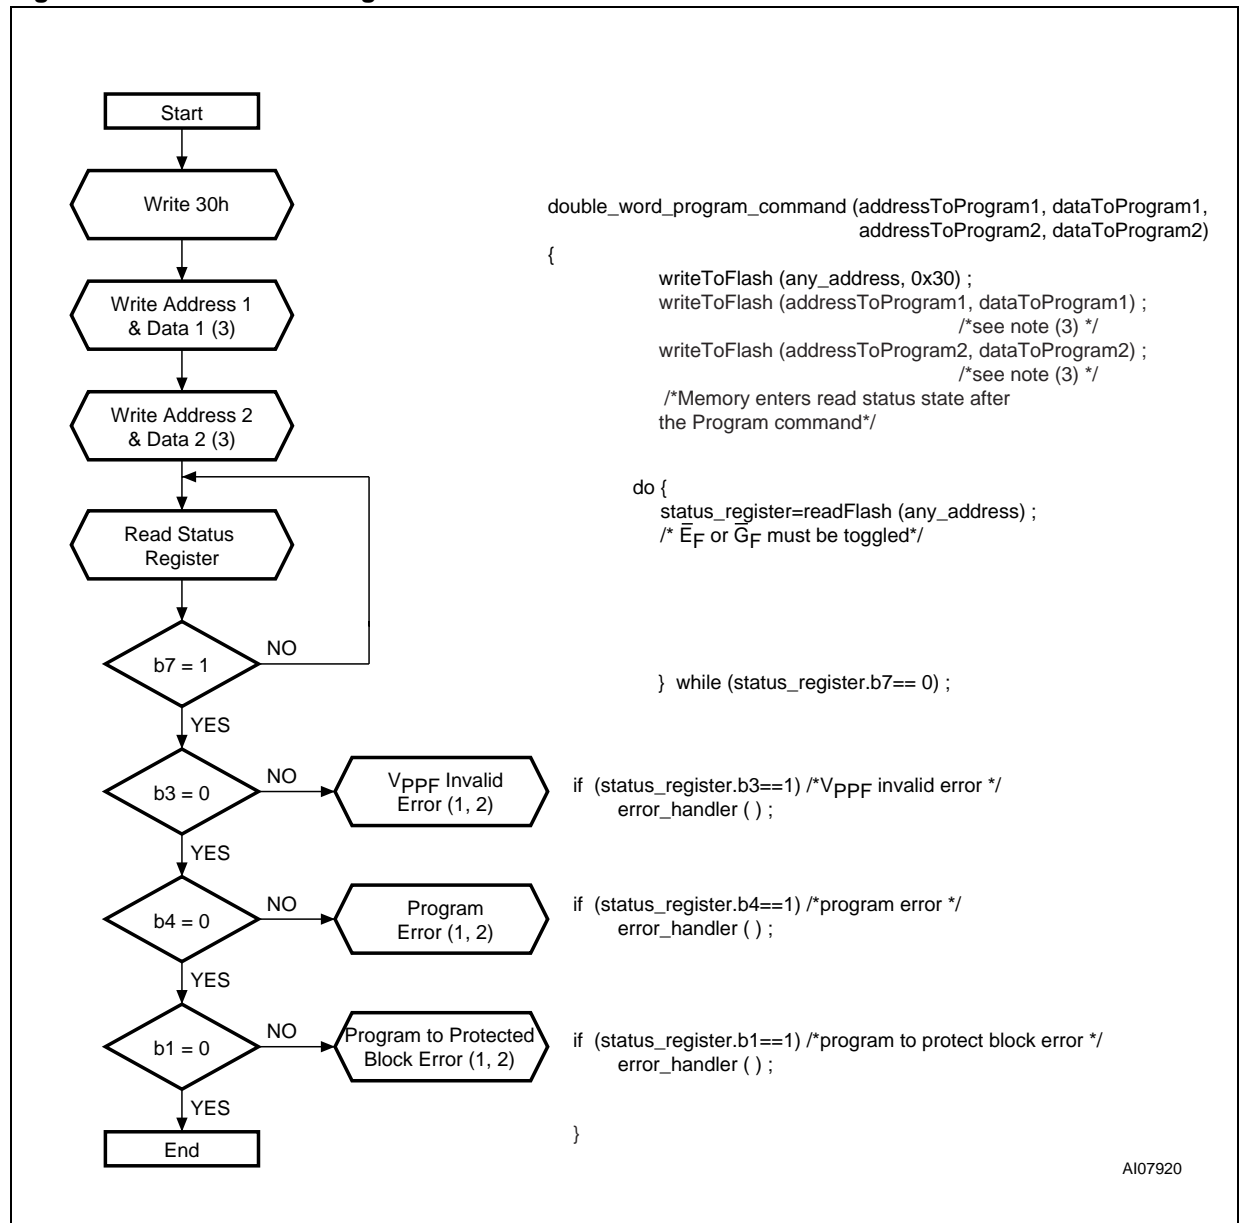 Start
Write 30h
Write Address 1
& Data 1 (3)
Write Address 2
& Data 2 (3)
Read Status
Register
b7 = 1
NO
YES
b3 = 0
NO
VPPF Invalid
Error (1, 2)
YES
b4 = 0
NO
Program
Error (1, 2)
YES
b1 = 0
NO
Program to Protected
Block Error (1, 2)
YES
End
double_word_program_command (addressToProgram1, dataToProgram1,
addressToProgram2, dataToProgram2)
{
writeToFlash (any_address, 0x30) ;
writeToFlash (addressToProgram1, dataToProgram1) ;
/*see note (3) */
writeToFlash (addressToProgram2, dataToProgram2) ;
/*see note (3) */
/*Memory enters read status state after
the Program command*/
do {
status_register=readFlash (any_address) ;
/* E̅F or G̅F must be toggled*/
} while (status_register.b7== 0) ;
if (status_register.b3==1) /*VPPF invalid error */
error_handler ( ) ;
if (status_register.b4==1) /*program error */
error_handler ( ) ;
if (status_register.b1==1) /*program to protect block error */
error_handler ( ) ;
}
AI07920